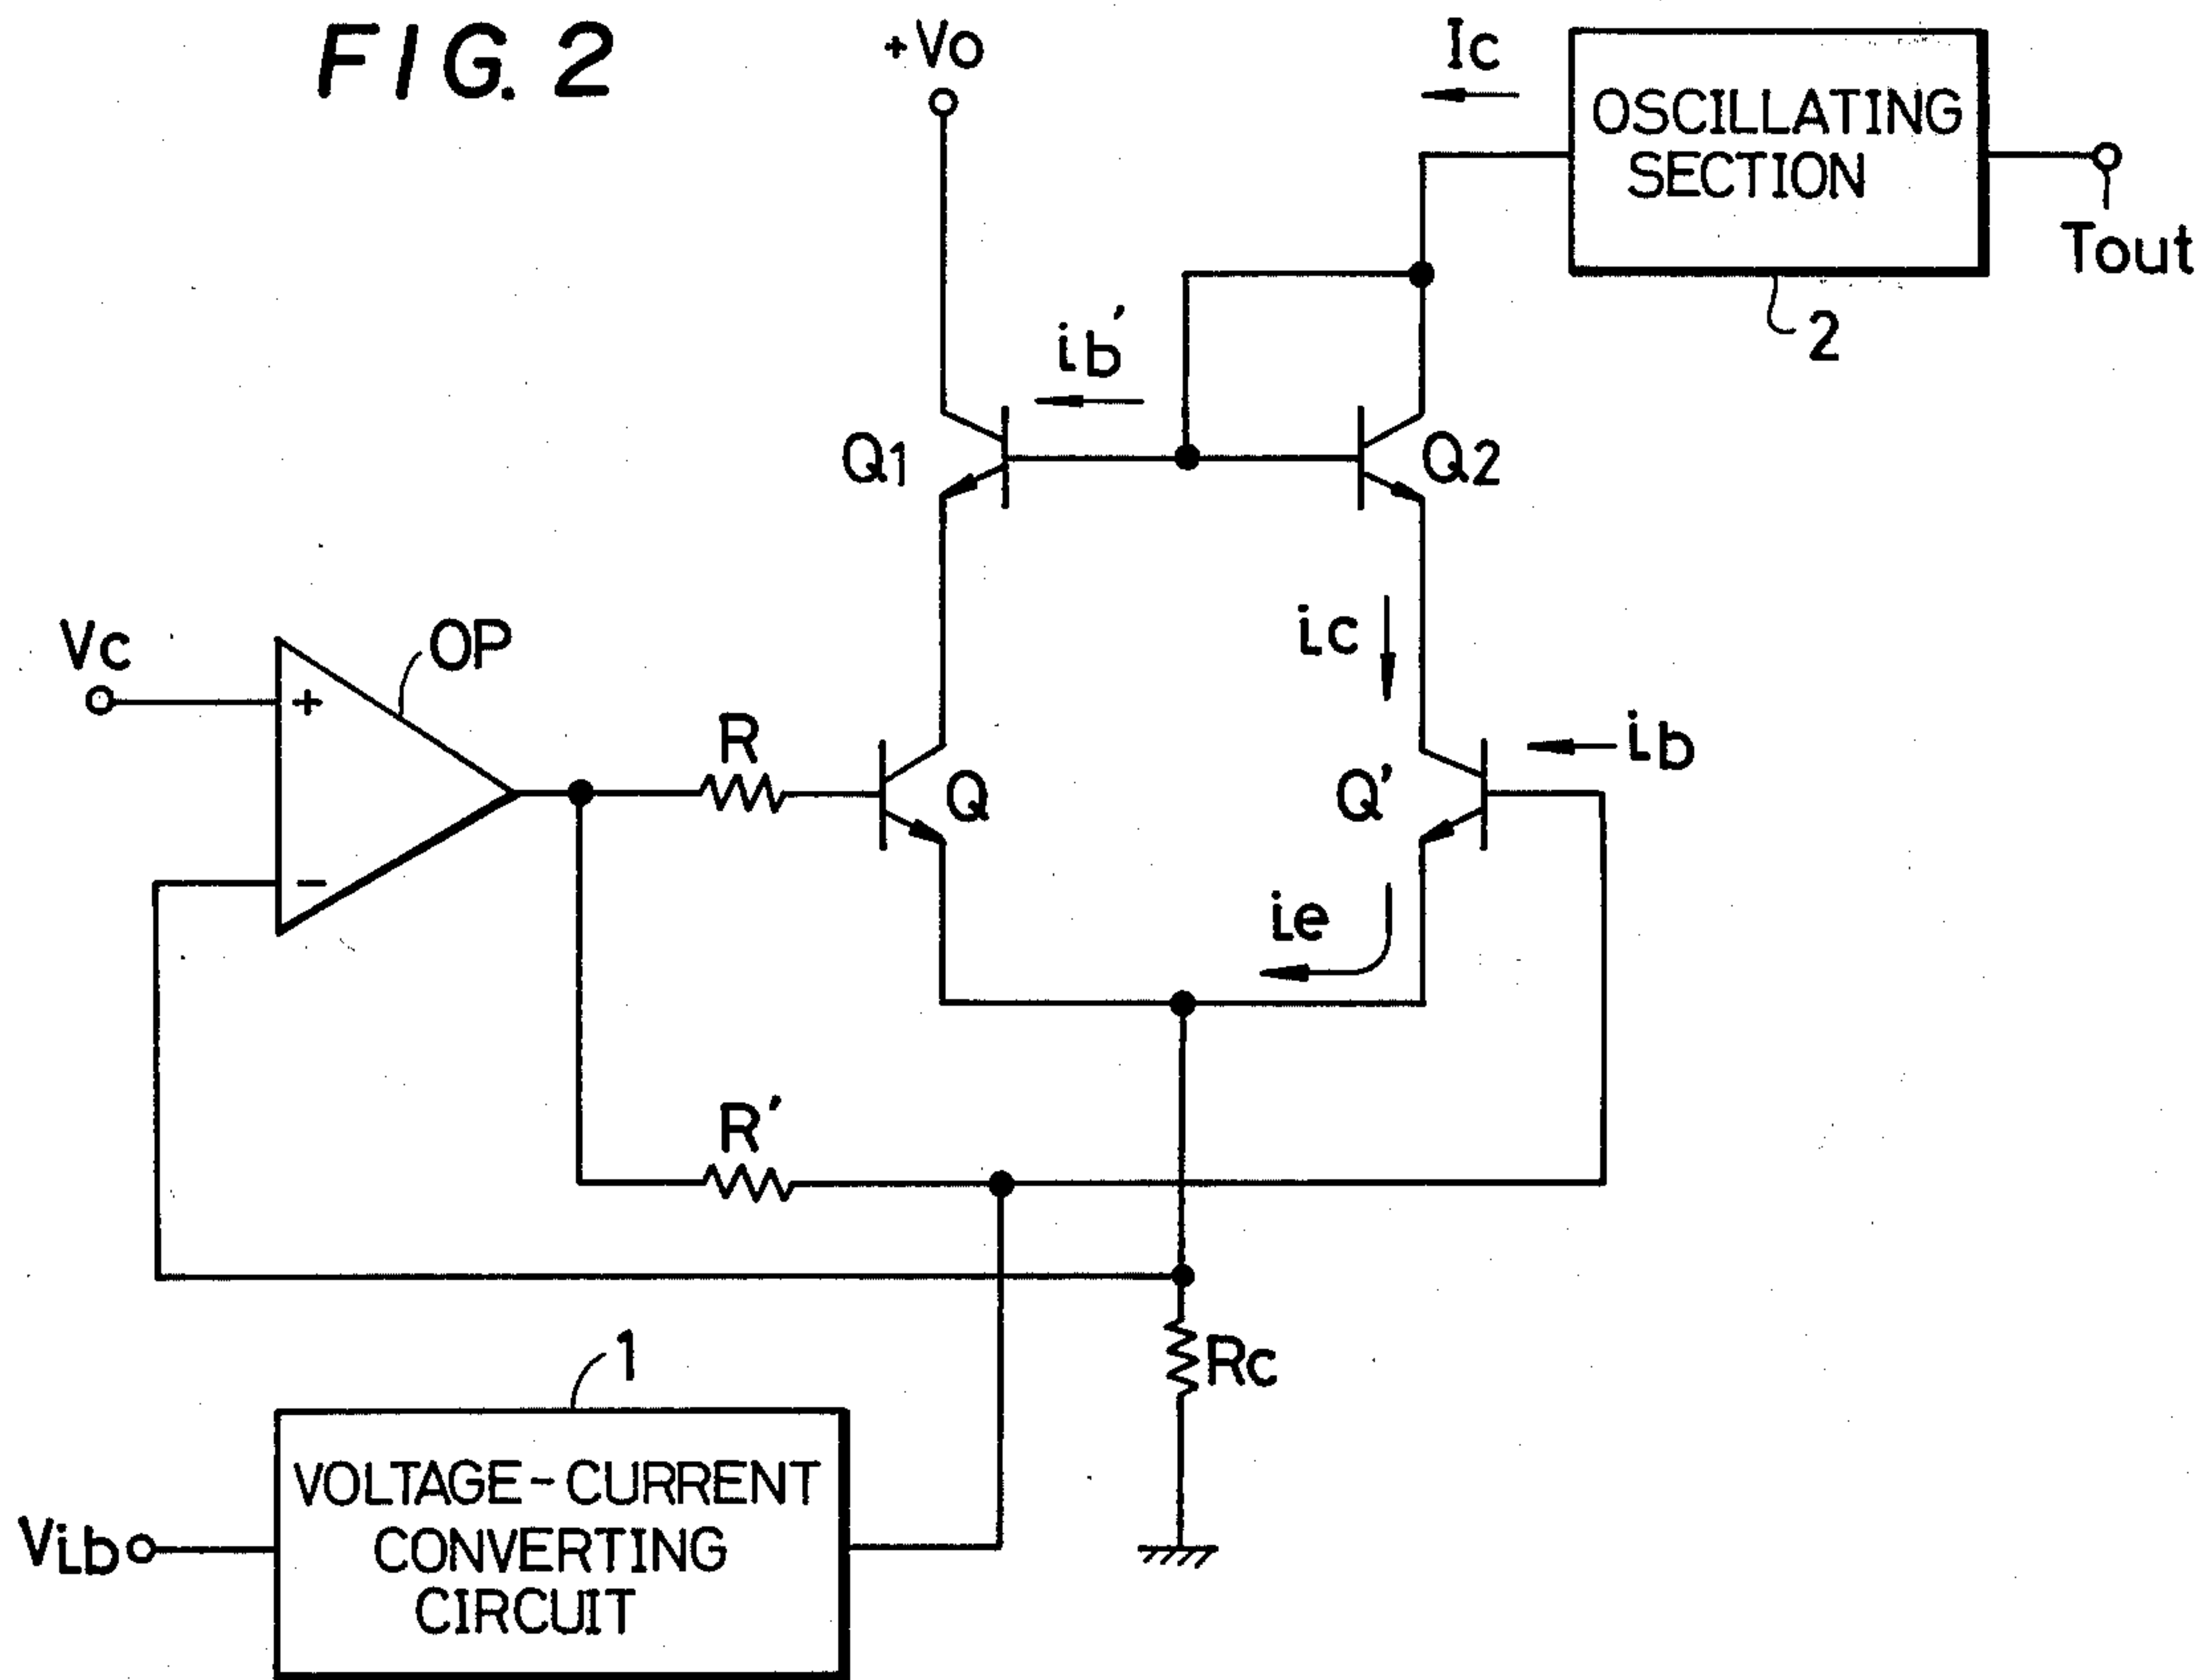 FIG. 2
+Vo
Ic
OSCILLATING
SECTION
Tout
2
ib'
Q1
Q2
Vc
OP
+
ic
R
Q
Q'
ib
-
ie
R'
1
Rc
VOLTAGE-CURRENT
CONVERTING
CIRCUIT
Vib